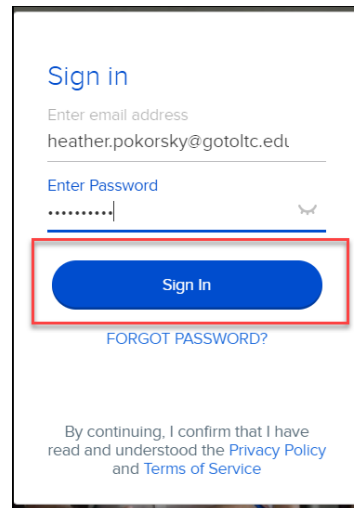 Sign in
Enter email address
heather.pokorsky@gotoltc.edu
Enter Password
••••••••••
Sign In
FORGOT PASSWORD?
By continuing, I confirm that I have
read and understood the Privacy Policy
and Terms of Service